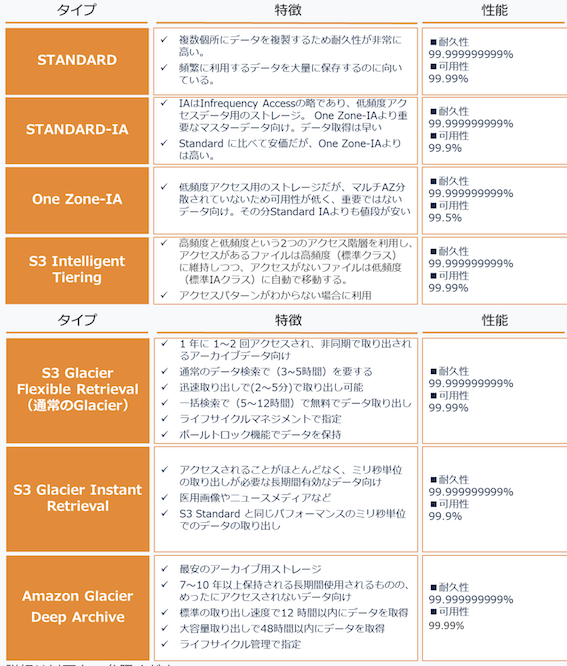 タイプ
特徴
性能
STANDARD
✓ 複数個所にデータを複製するため耐久性が非常に
高い。
✓ 頻繁に利用するデータを大量に保存するのに向い
ている。
■耐久性
99.999999999%
■可用性
99.99%
STANDARD-IA
✓ IAはInfrequency Accessの略であり、低頻度アク
セスデータ用のストレージ。 One Zone-IAより重
要なマスターデータ向け。データ取得は早い
✓ Standard に比べて安価だが、One Zone-IAより
は高い。
■耐久性
99.999999999%
■可用性
99.9%
One Zone-IA
✓ 低頻度アクセス用のストレージだが、マルチAZ分
散されていないため可用性が低く、重要ではない
データ向け。その分Standard IAよりも値段が安い
■耐久性
99.999999999%
■可用性
99.5%
S3 Intelligent
Tiering
✓ 高頻度と低頻度という2つのアクセス階層を利用し、
アクセスがあるファイルは高頻度（標準クラス）
に維持しつつ、アクセスがないファイルは低頻度
（標準IAクラス）に自動で移動する。
✓ アクセスパターンがわからない場合に利用
■耐久性
99.999999999%
■可用性
99.99%
タイプ
特徴
性能
S3 Glacier
Flexible Retrieval
（通常のGlacier）
✓ 1 年に 1～2 回アクセスされ、非同期で取り出され
るアーカイブデータ向け
✓ 通常のデータ検索で（3~5時間）を要する
✓ 迅速取り出しで(2～5分)で取り出し可能
✓ 一括検索で（5～12時間）で無料でデータ取り出し
✓ ライフサイクルマネジメントで指定
✓ ボールトロック機能でデータを保持
■耐久性
99.999999999%
■可用性
99.99%
S3 Glacier Instant
Retrieval
✓ アクセスされることがほとんどなく、ミリ秒単位
の取り出しが必要な長期間有効なデータ向け
✓ 医用画像やニュースメディアなど
✓ S3 Standard と同じパフォーマンスのミリ秒単位
でのデータの取り出し
■耐久性
99.999999999%
■可用性
99.9%
Amazon Glacier
Deep Archive
✓ 最安のアーカイブ用ストレージ
✓ 7～10 年以上保持される長期間使用されるものの、
めったにアクセスされないデータ向け
✓ 標準の取り出し速度で12 時間以内にデータを取得
✓ 大容量取り出しで48時間以内にデータを取得
✓ ライフサイクル管理で指定
■耐久性
99.999999999%
■可用性
99.99%